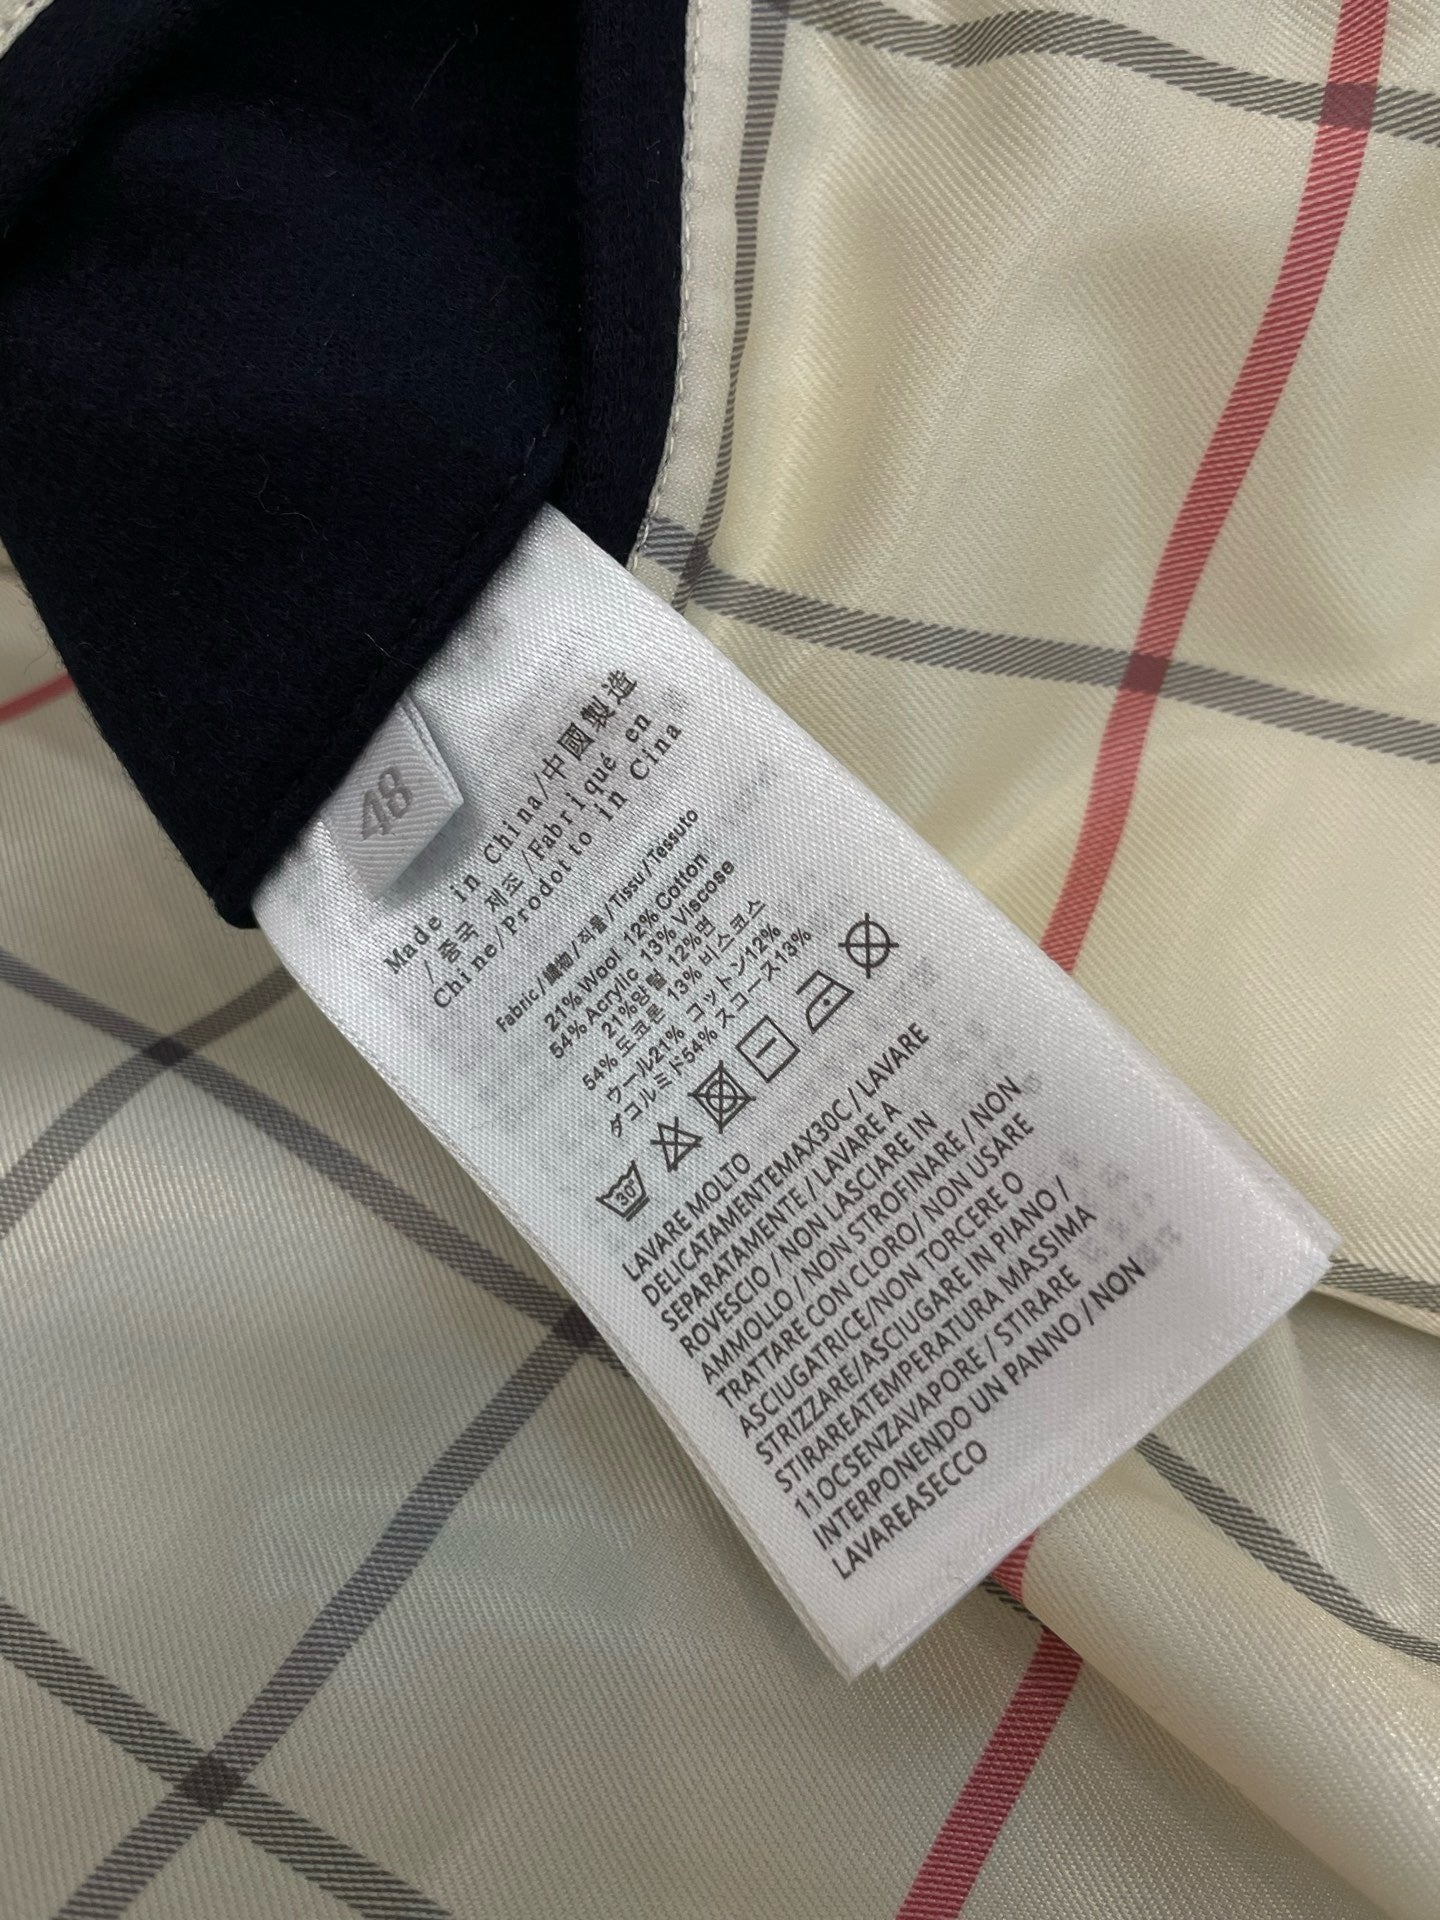 48
Made in China/中國製造
/ 중국 제조 /Fabriqué en
Chine/Prodotto in Cina
Fabric/織物/직물/Tissu/Tessuto
21% Wool 12% Cotton
54% Acrylic 13% Viscose
21%양털 12%면
54% 도코론 13% 비스코스
ウール21% コットン12%
ダコルミド54% スコース13%
30°
LAVARE MOLTO
DELICATAMENTEMAX30C / LAVARE
SEPARATAMENTE / LAVARE A
ROVESCIO / NON LASCIARE IN
AMMOLLO / NON STROFINARE / NON
TRATTARE CON CLORO/ NON USARE
ASCIUGATRICE/NON TORCERE O
STRIZZARE/ASCIUGARE IN PIANO /
STIRAREATEMPERATURA MASSIMA
110CSENZAVAPORE / STIRARE
INTERPONENDO UN PANNO / NON
LAVAREASECCO